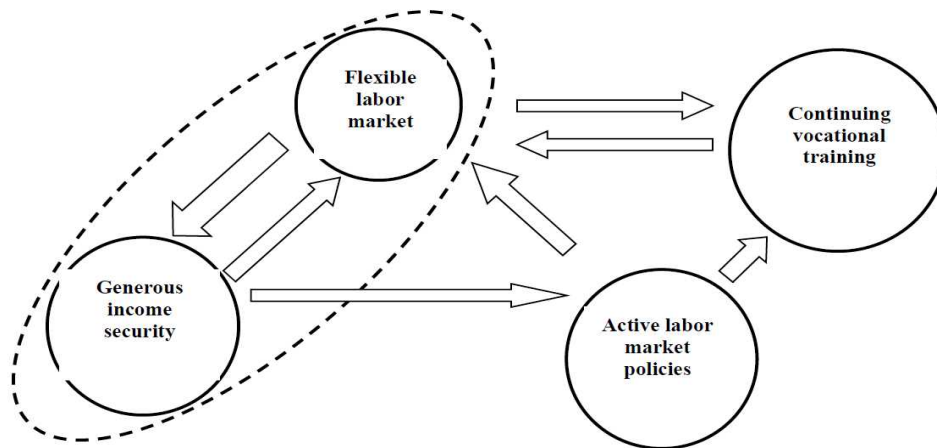 Flexible
labor
market
Continuing
vocational
training
Generous
income
security
Active labor
market
policies